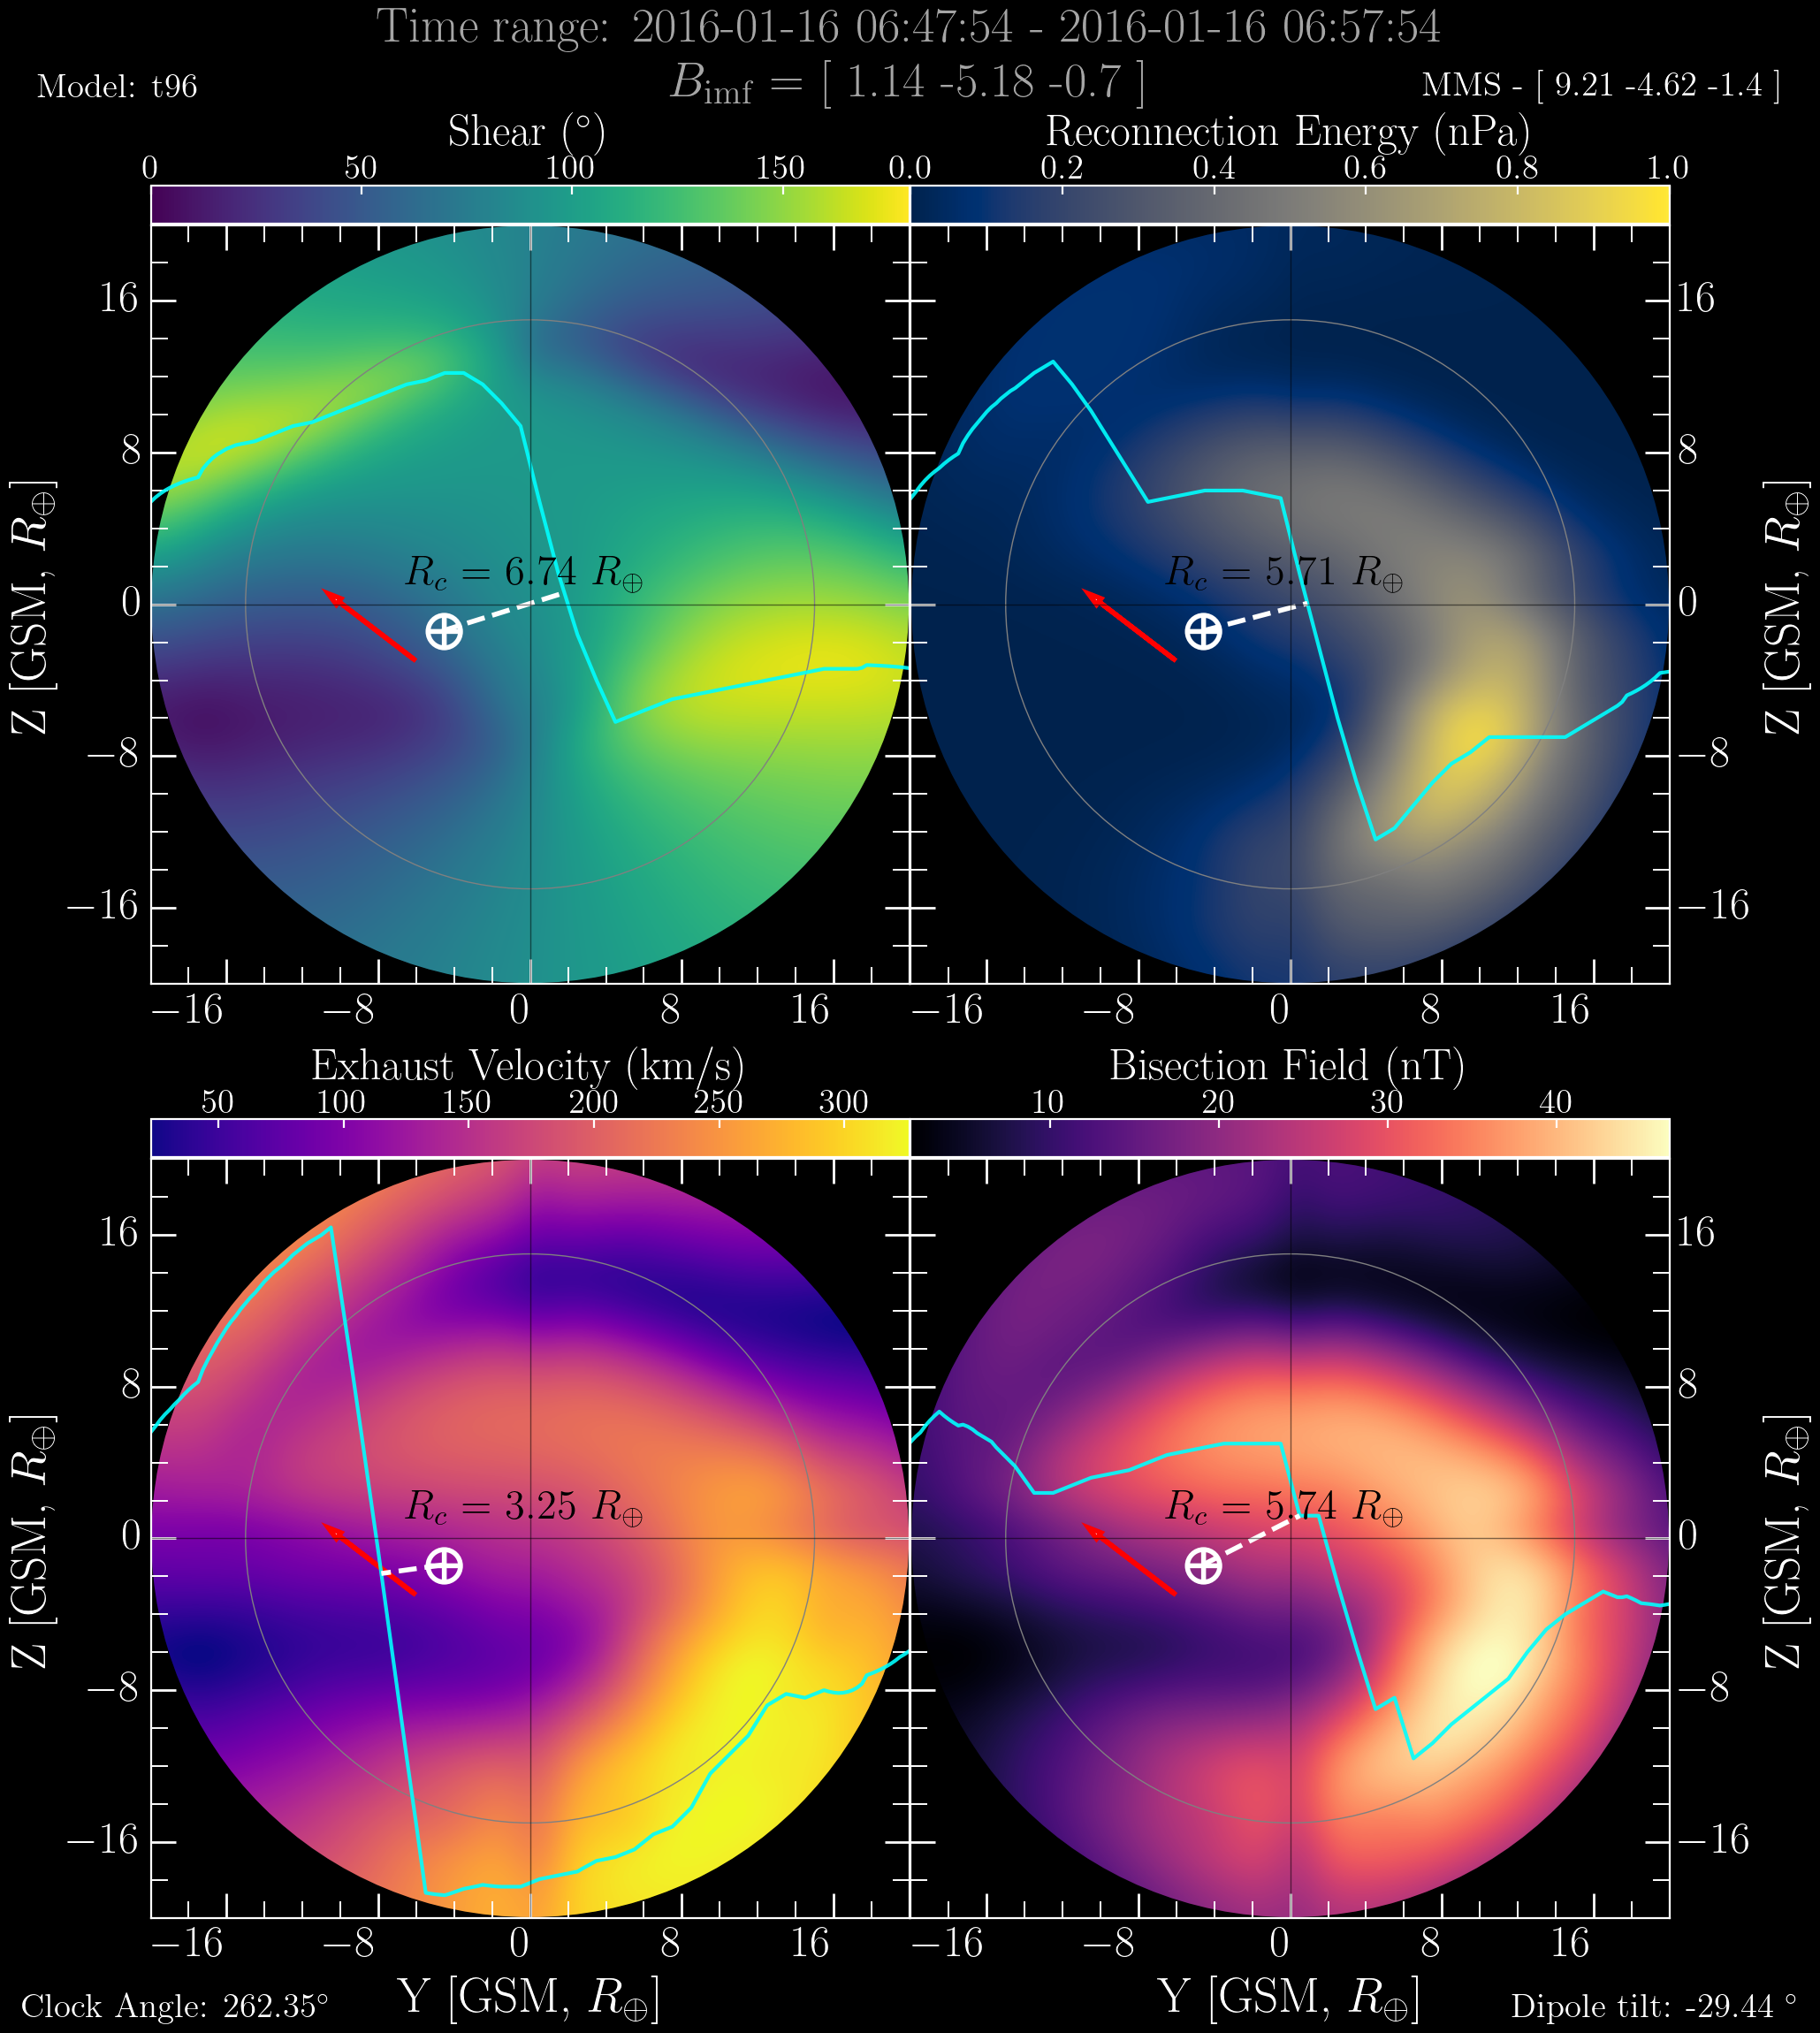 Time range: 2016-01-16 06:47:54 - 2016-01-16 06:57:54
Model: t96
B_imf = [ 1.14 -5.18 -0.7 ]
MMS - [ 9.21 -4.62 -1.4 ]
Shear (°)
Reconnection Energy (nPa)
0 50 100 150
0.0 0.2 0.4 0.6 0.8 1.0
16
8
0
−8
−16
Z [GSM, R⊕]
R_c = 6.74 R⊕
R_c = 5.71 R⊕
16
8
0
−8
−16
Z [GSM, R⊕]
−16 −8 0 8 16
−16 −8 0 8 16
Exhaust Velocity (km/s)
Bisection Field (nT)
50 100 150 200 250 300
10 20 30 40
16
8
0
−8
−16
Z [GSM, R⊕]
R_c = 3.25 R⊕
R_c = 5.74 R⊕
16
8
0
−8
−16
Z [GSM, R⊕]
−16 −8 0 8 16
−16 −8 0 8 16
Y [GSM, R⊕]
Y [GSM, R⊕]
Clock Angle: 262.35°
Dipole tilt: -29.44 °